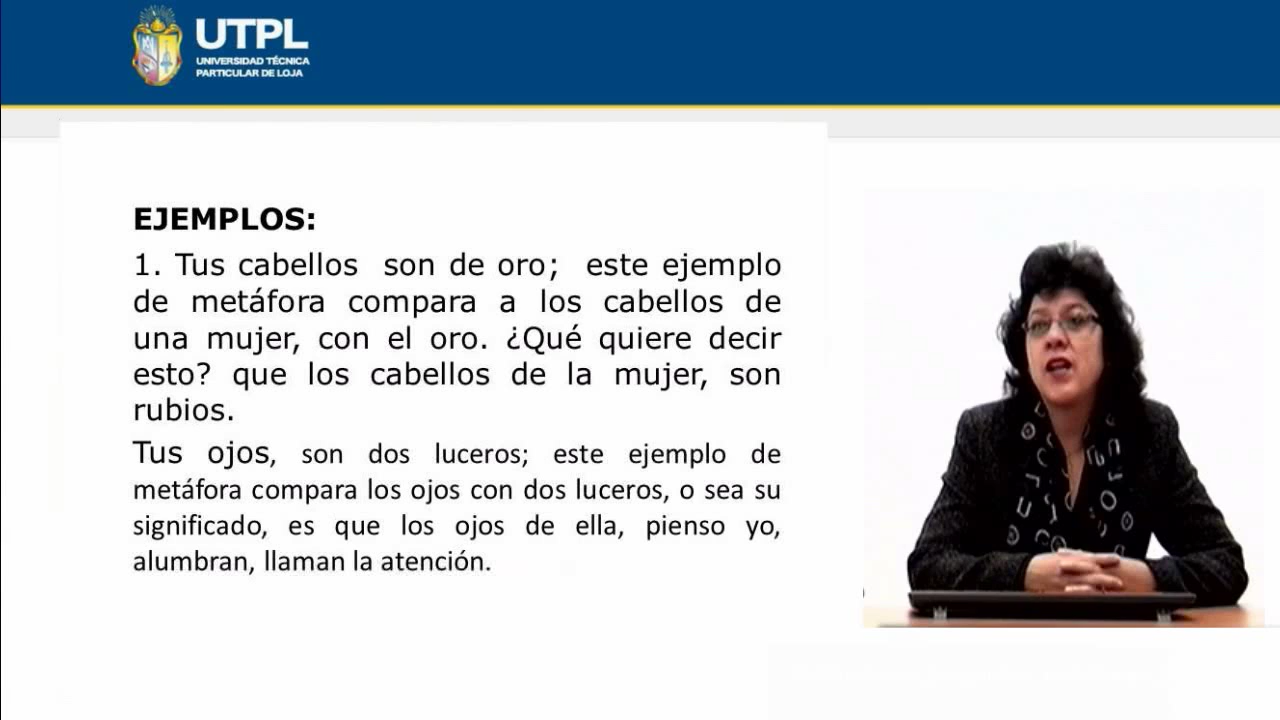 UTPL
UNIVERSIDAD TÉCNICA
PARTICULAR DE LOJA
EJEMPLOS:
1. Tus cabellos son de oro; este ejemplo
de metáfora compara a los cabellos de
una mujer, con el oro. ¿Qué quiere decir
esto? que los cabellos de la mujer, son
rubios.
Tus ojos, son dos luceros; este ejemplo de
metáfora compara los ojos con dos luceros, o sea su
significado, es que los ojos de ella, pienso yo,
alumbran, llaman la atención.